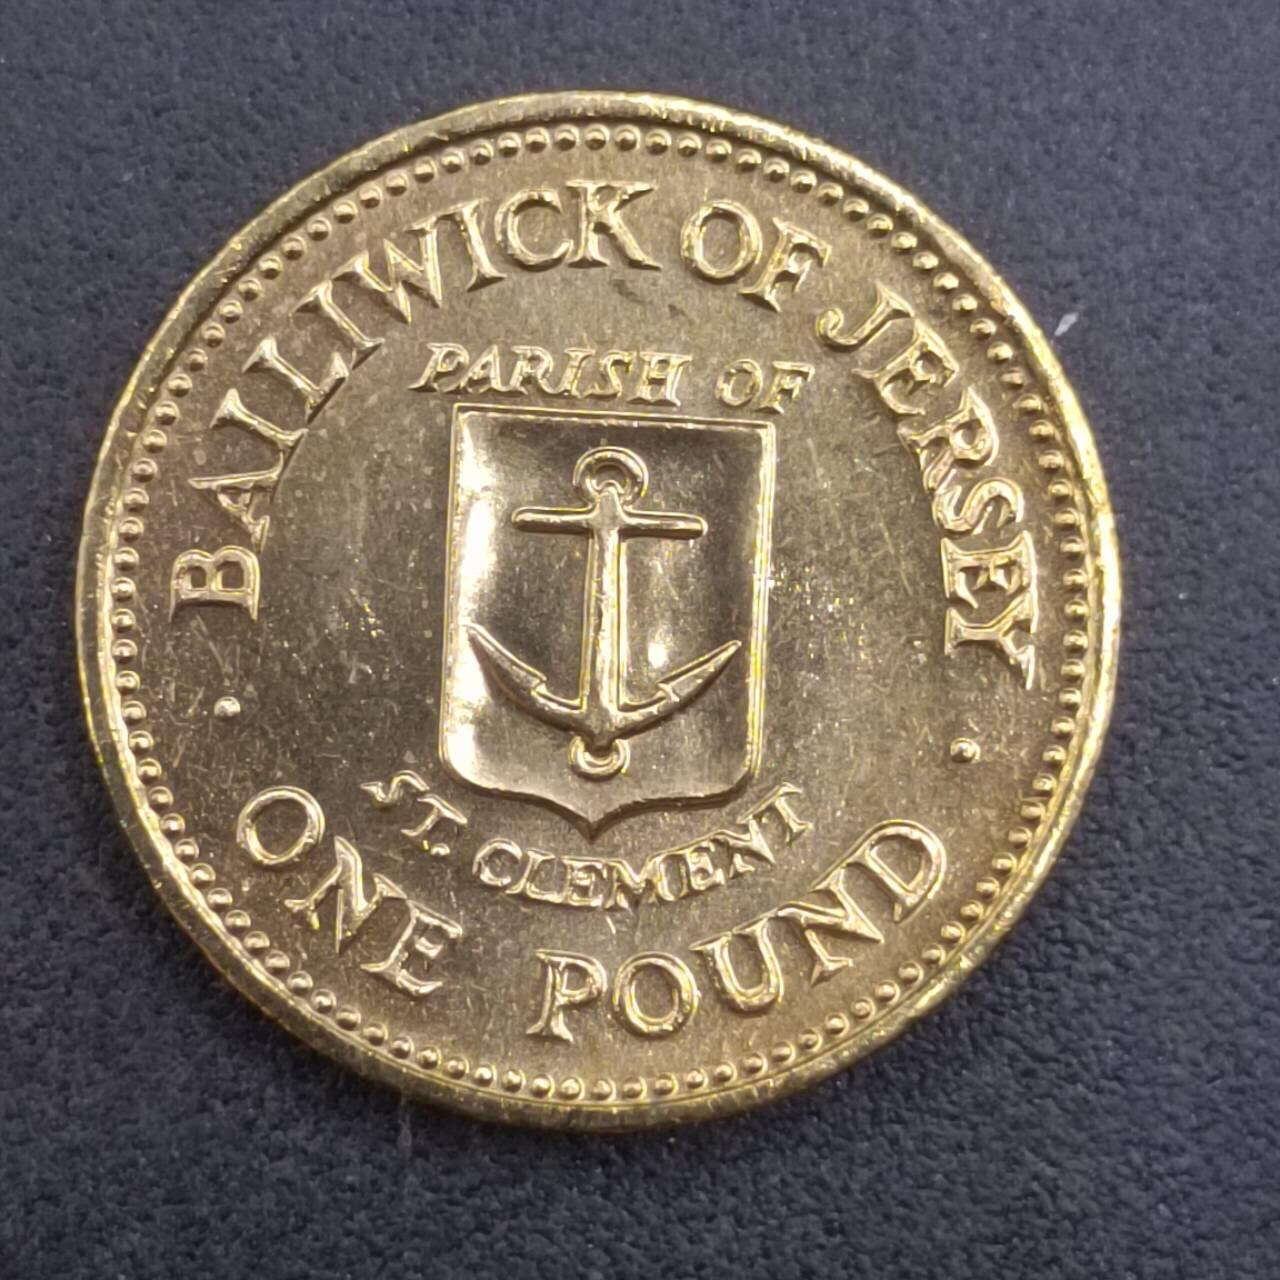 BAILIWICK OF JERSEY
PARISH OF
ST. CLEMENT
ONE POUND